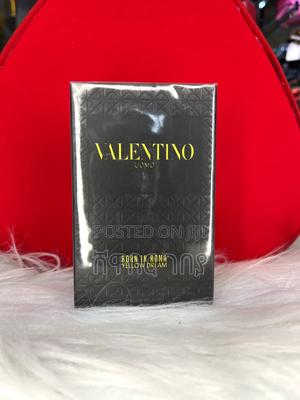 VALENTINO
UOMO
POSTED ON
BORN IN ROMA
YELLOW DREAM